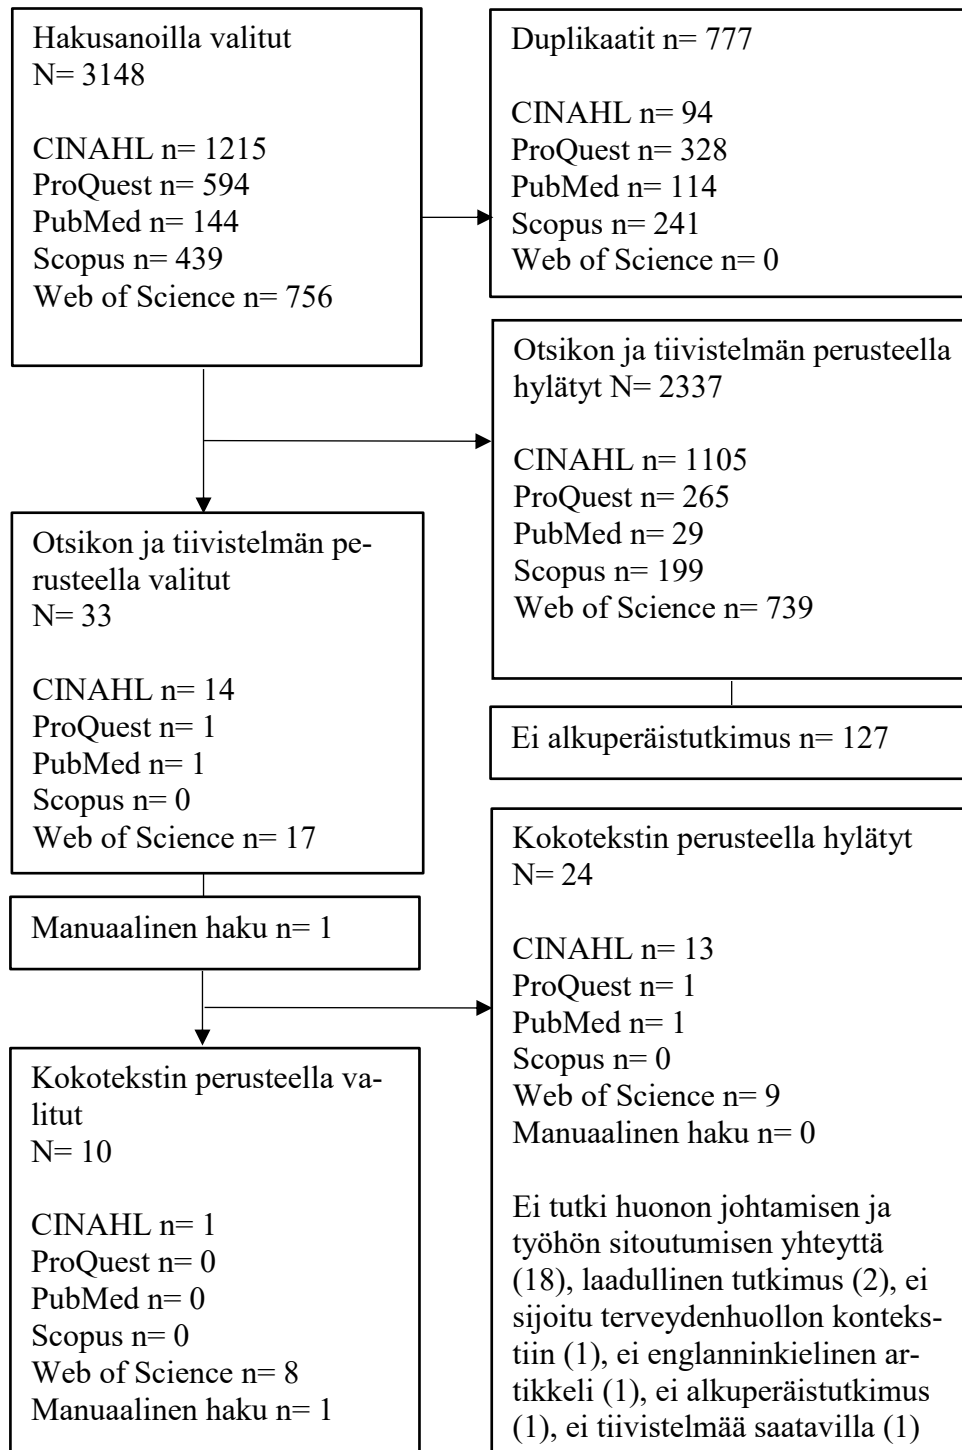 Hakusanoilla valitut
N= 3148
CINAHL n= 1215
ProQuest n= 594
PubMed n= 144
Scopus n= 439
Web of Science n= 756
Duplikaatit n= 777
CINAHL n= 94
ProQuest n= 328
PubMed n= 114
Scopus n= 241
Web of Science n= 0
Otsikon ja tiivistelmän perusteella
hylätyt N= 2337
CINAHL n= 1105
ProQuest n= 265
PubMed n= 29
Scopus n= 199
Web of Science n= 739
Ei alkuperäistutkimus n= 127
Otsikon ja tiivistelmän pe-
rusteella valitut
N= 33
CINAHL n= 14
ProQuest n= 1
PubMed n= 1
Scopus n= 0
Web of Science n= 17
Manuaalinen haku n= 1
Kokotekstin perusteella hylätyt
N= 24
CINAHL n= 13
ProQuest n= 1
PubMed n= 1
Scopus n= 0
Web of Science n= 9
Manuaalinen haku n= 0
Ei tutki huonon johtamisen ja
työhön sitoutumisen yhteyttä
(18), laadullinen tutkimus (2), ei
sijoitu terveydenhuollon konteks-
tiin (1), ei englanninkielinen ar-
tikkeli (1), ei alkuperäistutkimus
(1), ei tiivistelmää saatavilla (1)
Kokotekstin perusteella va-
litut
N= 10
CINAHL n= 1
ProQuest n= 0
PubMed n= 0
Scopus n= 0
Web of Science n= 8
Manuaalinen haku n= 1